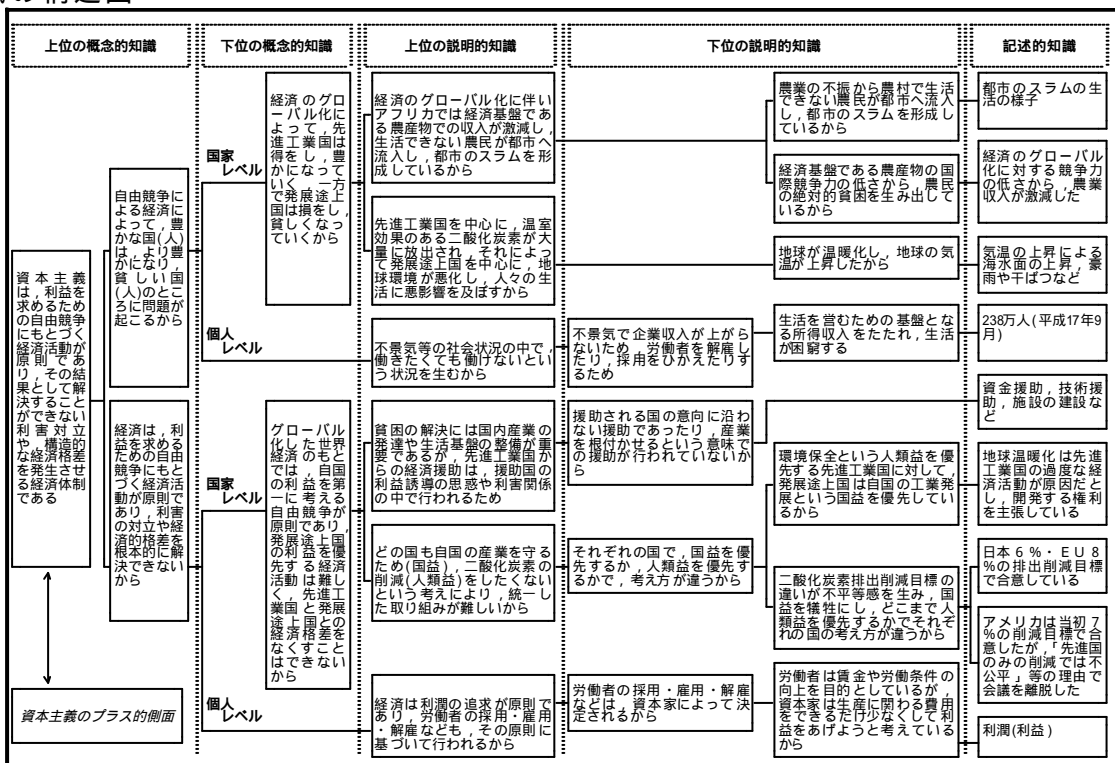 上位の概念的知識
下位の概念的知識
上位の説明的知識
下位の説明的知識
記述的知識
資本主義
は，利益を
求めるため
の自由競争
にもとづく
経済活動が
原則であ
り，その結
果として解
決すること
ができない
利害対立
や，構造的
な経済格差
を発生させ
る経済体制
である
資本主義のプラス的側面
自由競争に
よる経済に
よって，豊
かな国(人)
は，より豊
かになり，
貧しい国
(人)のとこ
ろに問題が
起こるから
経済は，利
益を求める
ための自由
競争にもと
づく経済活
動が原則で
あり，利害
の対立や経
済的格差を
根本的に解
決できない
から
国家
レベル
個人
レベル
国家
レベル
個人
レベル
経済のグロ
ーバル化に
よって，先
進工業国は
得をし，豊
かになって
いく，一方
で発展途上
国は損をし，
貧しくなっ
ていくから
グローバル
化した世界
経済のもと
では，自国
の利益を第
一に考える
自由競争が
原則であり，
発展途上国
の利益を優
先する経済
活動は難し
く，先進工
業国と発展
途上国との
経済格差を
なくすこと
はできない
から
経済のグローバル化に伴い
アフリカでは経済基盤であ
る農産物での収入が激減し，
生活できない農民が都市へ
流入し，都市のスラムを形
成しているから
先進工業国を中心に，温室
効果のある二酸化炭素が大
量に放出され，それによっ
て発展途上国を中心に，地
球環境が悪化し，人々の生
活に悪影響を及ぼすから
不景気等の社会状況の中で，
働きたくても働けないとい
う状況を生むから
貧困の解決には国内産業の
発達や生活基盤の整備が重
要であるが，先進工業国か
らの経済援助は，援助国の
利益誘導の思惑や利害関係
の中で行われるため
どの国も自国の産業を守る
ため(国益)，二酸化炭素の
削減(人類益)をしたくない
という考えにより，統一し
た取り組みが難しいから
経済は利潤の追求が原則で
あり，労働者の採用・雇用
・解雇なども，その原則に
基づいて行われるから
不景気で企業収入が上がら
ないため，労働者を解雇し
たり，採用をひかえたりす
るため
援助される国の意向に沿わ
ない援助であったり，産業
を根付かせるという意味で
の援助が行われていないか
ら
それぞれの国で，国益を優
先するか，人類益を優先す
るかで，考え方が違うから
労働者の採用・雇用・解雇
などは，資本家によって決
定されるから
農業の不振から農村で生活
できない農民が都市へ流入
し，都市のスラムを形成し
ているから
経済基盤である農産物の国
際競争力の低さから，農民
の絶対的貧困を生み出して
いるから
地球が温暖化し，地球の気
温が上昇したから
生活を営むための基盤とな
る所得収入をたたれ，生活
が困窮する
環境保全という人類益を優
先する先進工業国に対して，
発展途上国は自国の工業発
展という国益を優先してい
るから
二酸化炭素排出削減目標の
違いが不平等感を生み，国
益を犠牲にし，どこまで人
類益を優先するかでそれぞ
れの国の考え方が違うから
労働者は賃金や労働条件の
向上を目的としているが，
資本家は生産に関わる費用
をできるだけ少なくして利
益をあげようと考えている
から
都市のスラムの生
活の様子
経済のグローバル
化に対する競争力
の低さから，農業
収入が激減した
気温の上昇による
海水面の上昇，豪
雨や干ばつなど
238万人(平成17年9
月)
資金援助，技術援
助，施設の建設な
ど
地球温暖化は先進
工業国の過度な経
済活動が原因だと
し，開発する権利
を主張している
日本6%・EU8
%の排出削減目標
で合意している
アメリカは当初7
%の削減目標で合
意したが，「先進国
のみの削減では不
公平」等の理由で
会議を離脱した
利潤(利益)